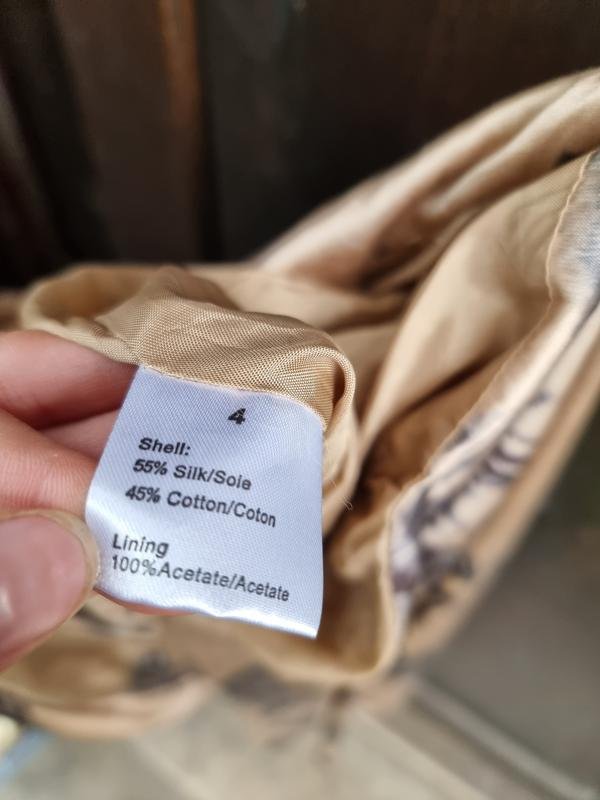 4
Shell:
55% Silk/Soie
45% Cotton/Coton
Lining
100%Acetate/Acetate